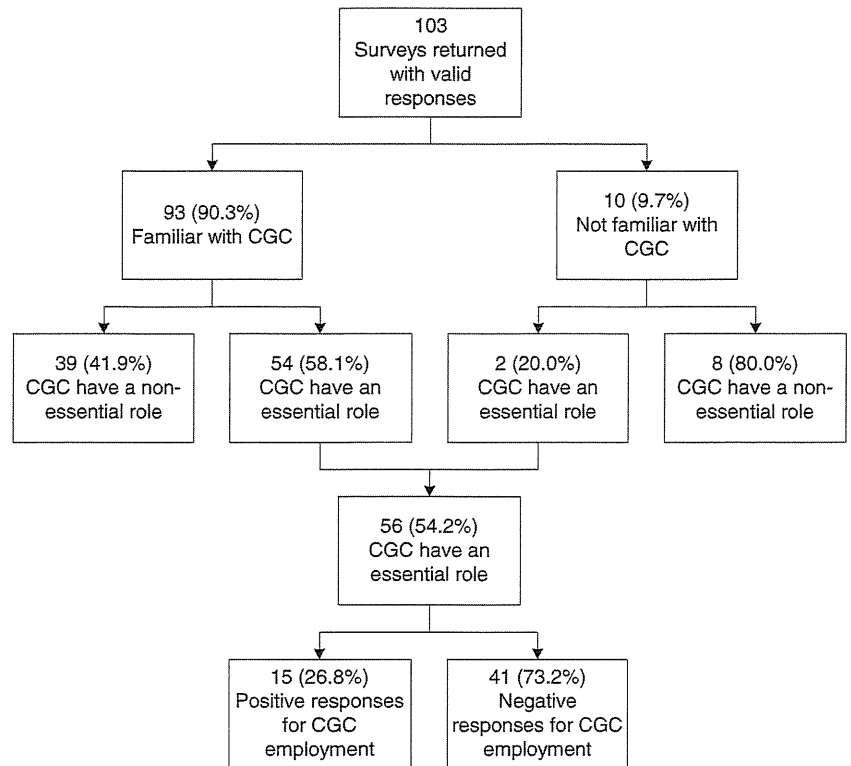 103
Surveys returned
with valid
responses
93 (90.3%)
Familiar with CGC
10 (9.7%)
Not familiar with
CGC
39 (41.9%)
CGC have a non-
essential role
54 (58.1%)
CGC have an
essential role
2 (20.0%)
CGC have an
essential role
8 (80.0%)
CGC have a non-
essential role
56 (54.2%)
CGC have an
essential role
15 (26.8%)
Positive responses
for CGC
employment
41 (73.2%)
Negative
responses for CGC
employment